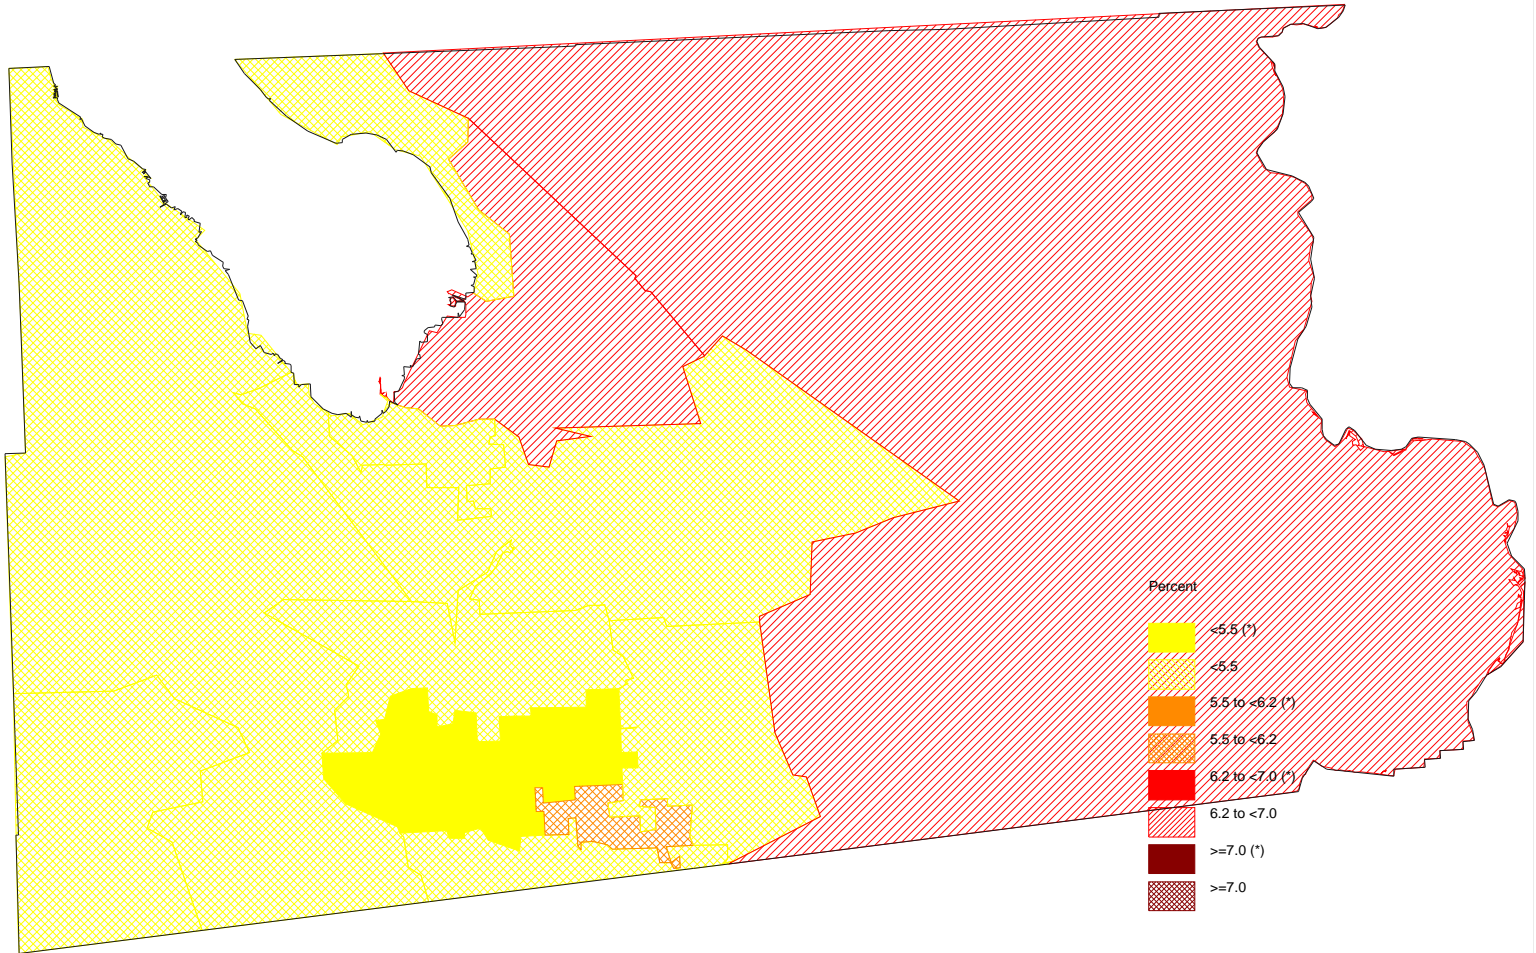 Percent
<5.5 (*)
<5.5
5.5 to <6.2 (*)
5.5 to <6.2
6.2 to <7.0 (*)
6.2 to <7.0
>=7.0 (*)
>=7.0